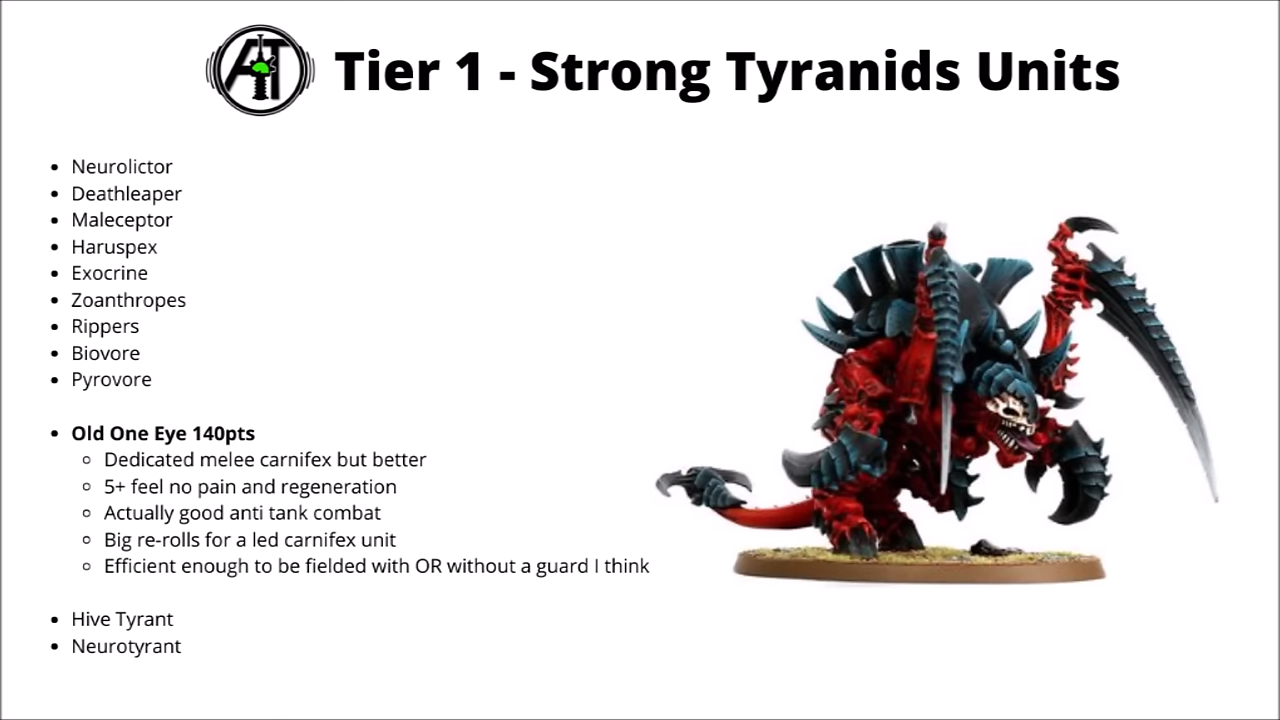 AT
Tier 1 - Strong Tyranids Units
• Neurolictor
• Deathleaper
• Maleceptor
• Haruspex
• Exocrine
• Zoanthropes
• Rippers
• Biovore
• Pyrovore
• Old One Eye 140pts
◦ Dedicated melee carnifex but better
◦ 5+ feel no pain and regeneration
◦ Actually good anti tank combat
◦ Big re-rolls for a led carnifex unit
◦ Efficient enough to be fielded with OR without a guard I think
• Hive Tyrant
• Neurotyrant